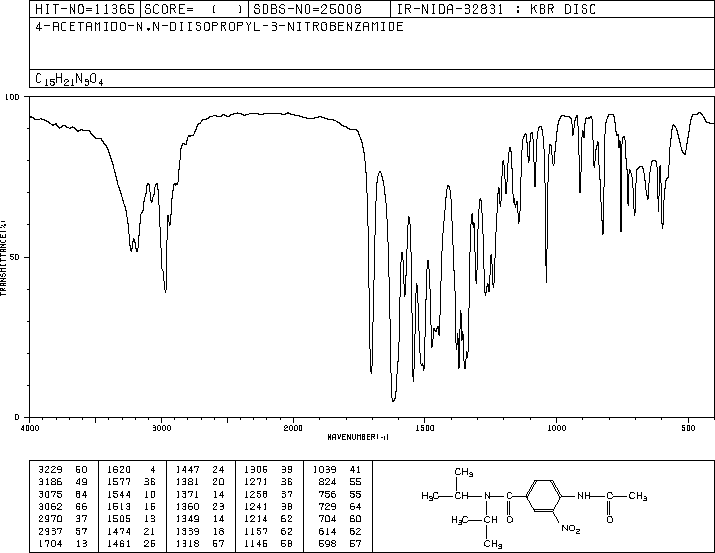 HIT-NO=11365 SCORE= ( ) SDBS-NO=25008 IR-NIDA-32831 : KBR DISC
4-ACETAMIDO-N,N-DIISOPROPYL-3-NITROBENZAMIDE
C15H21N3O4
100
50
0
TRANSMITTANCE(%)
4000 3000 2000 1500 1000 500
WAVENUMBER(-1)
3229 60 1620 4 1447 24 1306 39 1039 41
3186 49 1577 36 1381 20 1271 36 824 55
3075 64 1544 10 1371 14 1258 37 756 55
3062 66 1513 16 1360 23 1241 38 729 64
2970 37 1505 13 1349 14 1214 62 704 60
2937 57 1474 21 1339 18 1157 62 614 62
1704 13 1461 26 1318 57 1146 58 598 57
CH3
H3C
N
NH
CH3
O
O
H3C
NO2
CH3